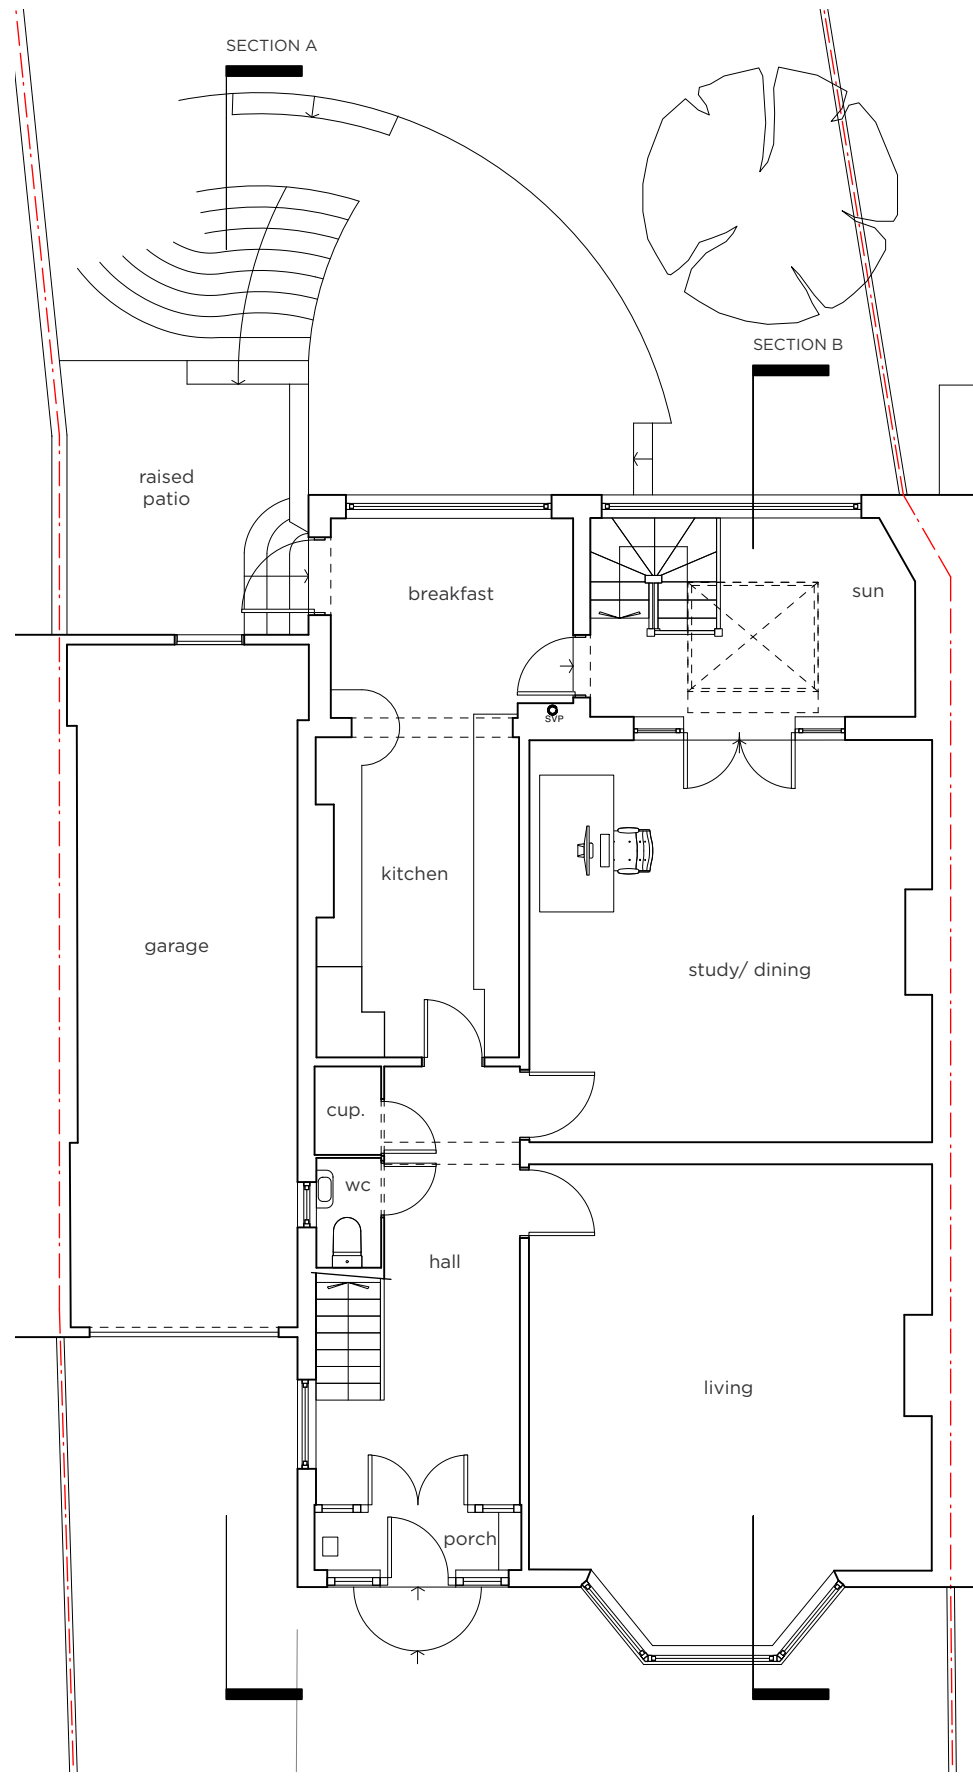 SECTION A
SECTION B
raised
patio
breakfast
sun
SVP
kitchen
garage
study/ dining
cup.
wc
hall
living
porch